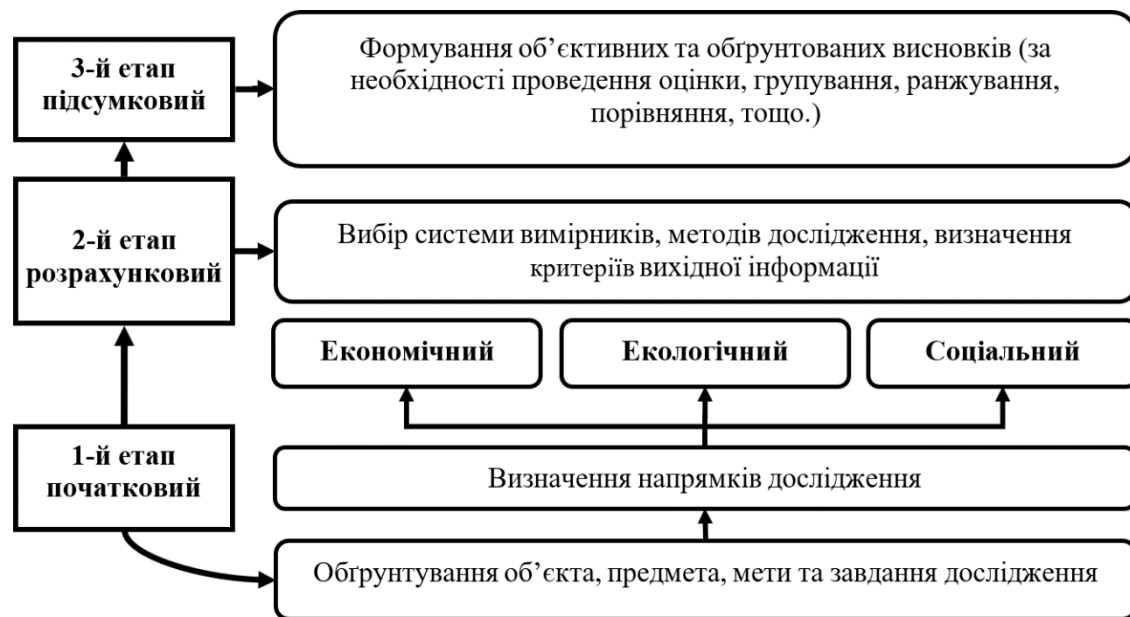 3-й етап
підсумковий
Формування об’єктивних та обґрунтованих висновків (за
необхідності проведення оцінки, групування, ранжування,
порівняння, тощо.)
2-й етап
розрахунковий
Вибір системи вимірників, методів дослідження, визначення
критеріїв вихідної інформації
Економічний
Екологічний
Соціальний
1-й етап
початковий
Визначення напрямків дослідження
Обґрунтування об’єкта, предмета, мети та завдання дослідження